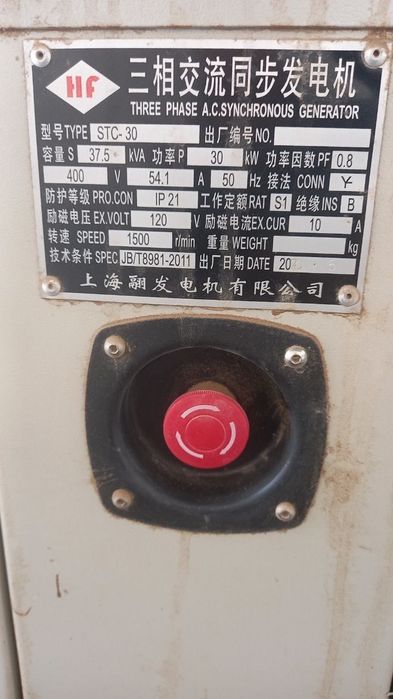 HF
三相交流同步发电机
THREE PHASE A.C.SYNCHRONOUS GENERATOR
型号TYPE STC-30 出厂编号NO.
容量S 37.5 kVA 功率P 30 kW 功率因数PF 0.8
400 V 54.1 A 50 Hz 接法 CONN Y
防护等级PRO.CON IP 21 工作定额RAT S1 绝缘INS B
励磁电压EX.VOLT 120 V 励磁电流EX.CUR 10 A
转速 SPEED 1500 r/min 重量WEIGHT kg
技术条件SPEC JB/T8981-2011 出厂日期DATE
上海翮发电机有限公司